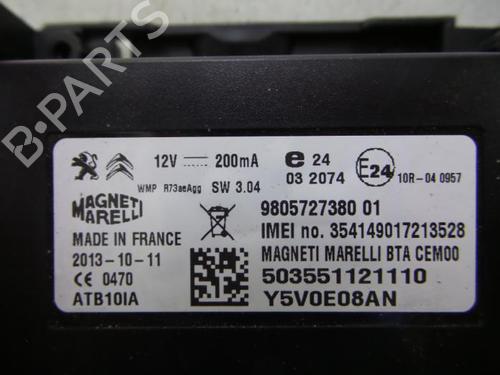 B-PARTS
12V 200mA
e 24
03 2074
E24
10R-04 0957
WMP R73aeAgg SW 3.04
MAGNETI
MARELLI
MADE IN FRANCE
2013-10-11
CE 0470
ATB10IA
9805727380 01
IMEI no. 354149017213528
MAGNETI MARELLI BTA CEM00
503551121110
Y5V0E08AN